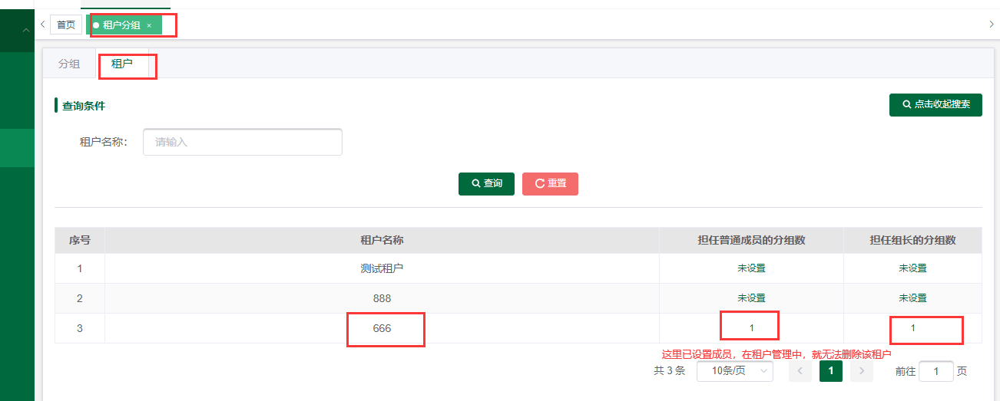 首页
租户分组 ×
分组
租户
查询条件
点击收起搜索
租户名称：
请输入
查询
重置
序号 租户名称 担任普通成员的分组数 担任组长的分组数
1 测试租户 未设置 未设置
2 888 未设置 未设置
3 666 1 1
这里已设置成员，在租户管理中，就无法删除该租户
共 3 条 10条/页 1 前往 1 页